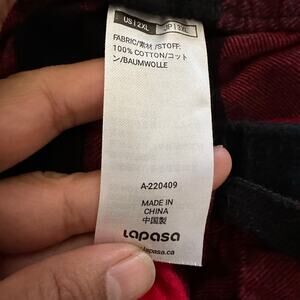 US | 2XL JP | 2XL
FABRIC/素材/STOFF:
100% COTTON/コット
ン/BAUMWOLLE
A-220409
MADE IN
CHINA
中国製
LAPASA
lapasa.ca